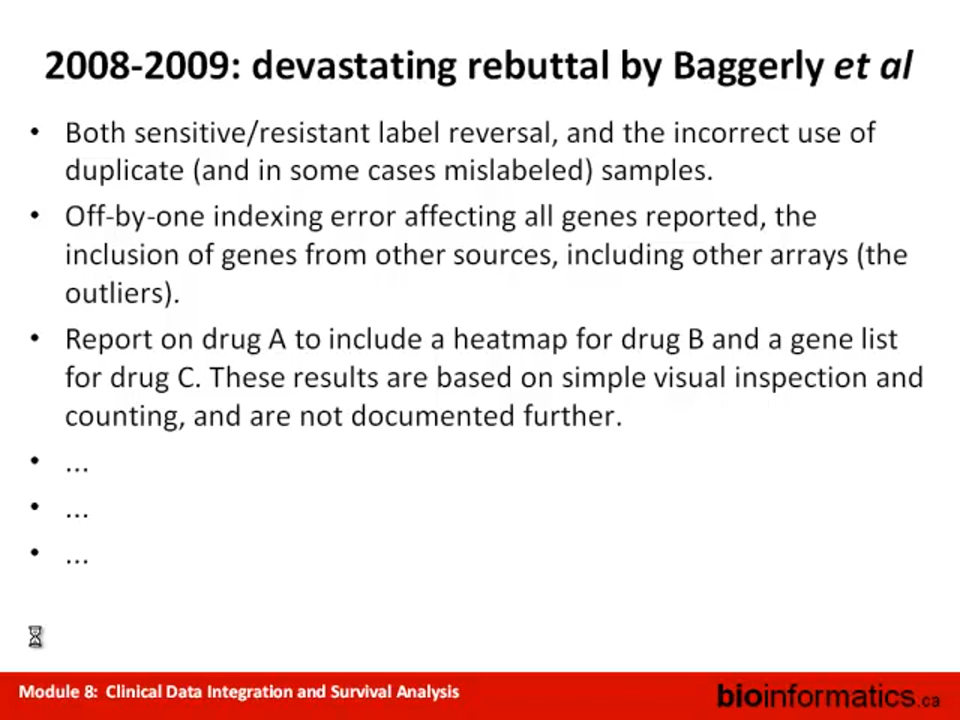 2008-2009: devastating rebuttal by Baggerly et al
• Both sensitive/resistant label reversal, and the incorrect use of
duplicate (and in some cases mislabeled) samples.
• Off-by-one indexing error affecting all genes reported, the
inclusion of genes from other sources, including other arrays (the
outliers).
• Report on drug A to include a heatmap for drug B and a gene list
for drug C. These results are based on simple visual inspection and
counting, and are not documented further.
• ...
• ...
• ...
Module 8: Clinical Data Integration and Survival Analysis
bioinformatics.ca